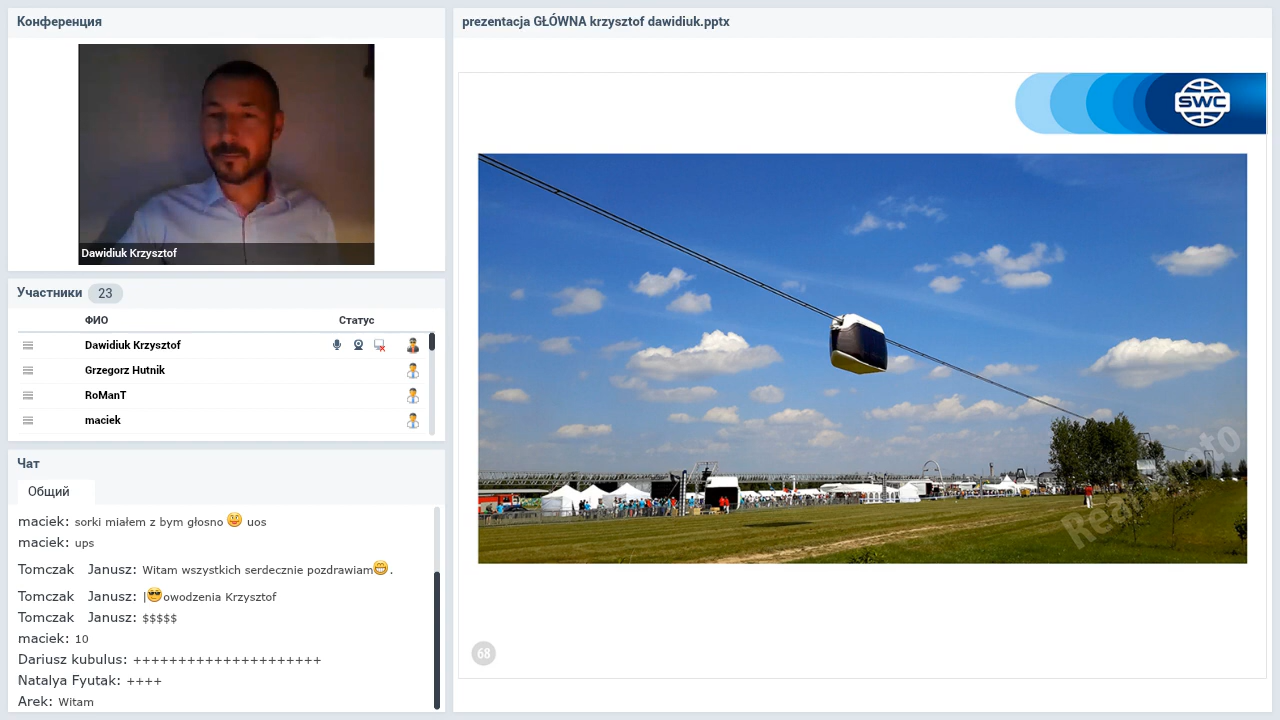 Конференция
Dawidiuk Krzysztof
Участники 23
ФИО Статус
Dawidiuk Krzysztof
Grzegorz Hutnik
RoManT
maciek
Чат
Общий
maciek: sorki miałem z bym głosno uos
maciek: ups
Tomczak Janusz: Witam wszystkich serdecznie pozdrawiam.
Tomczak Janusz: |owodzenia Krzysztof
Tomczak Janusz: $$$$$
maciek: 10
Dariusz kubulus: +++++++++++++++++++++
Natalya Fyutak: ++++
Arek: Witam
prezentacja GŁÓWNA krzysztof dawidiuk.pptx
SWC
68